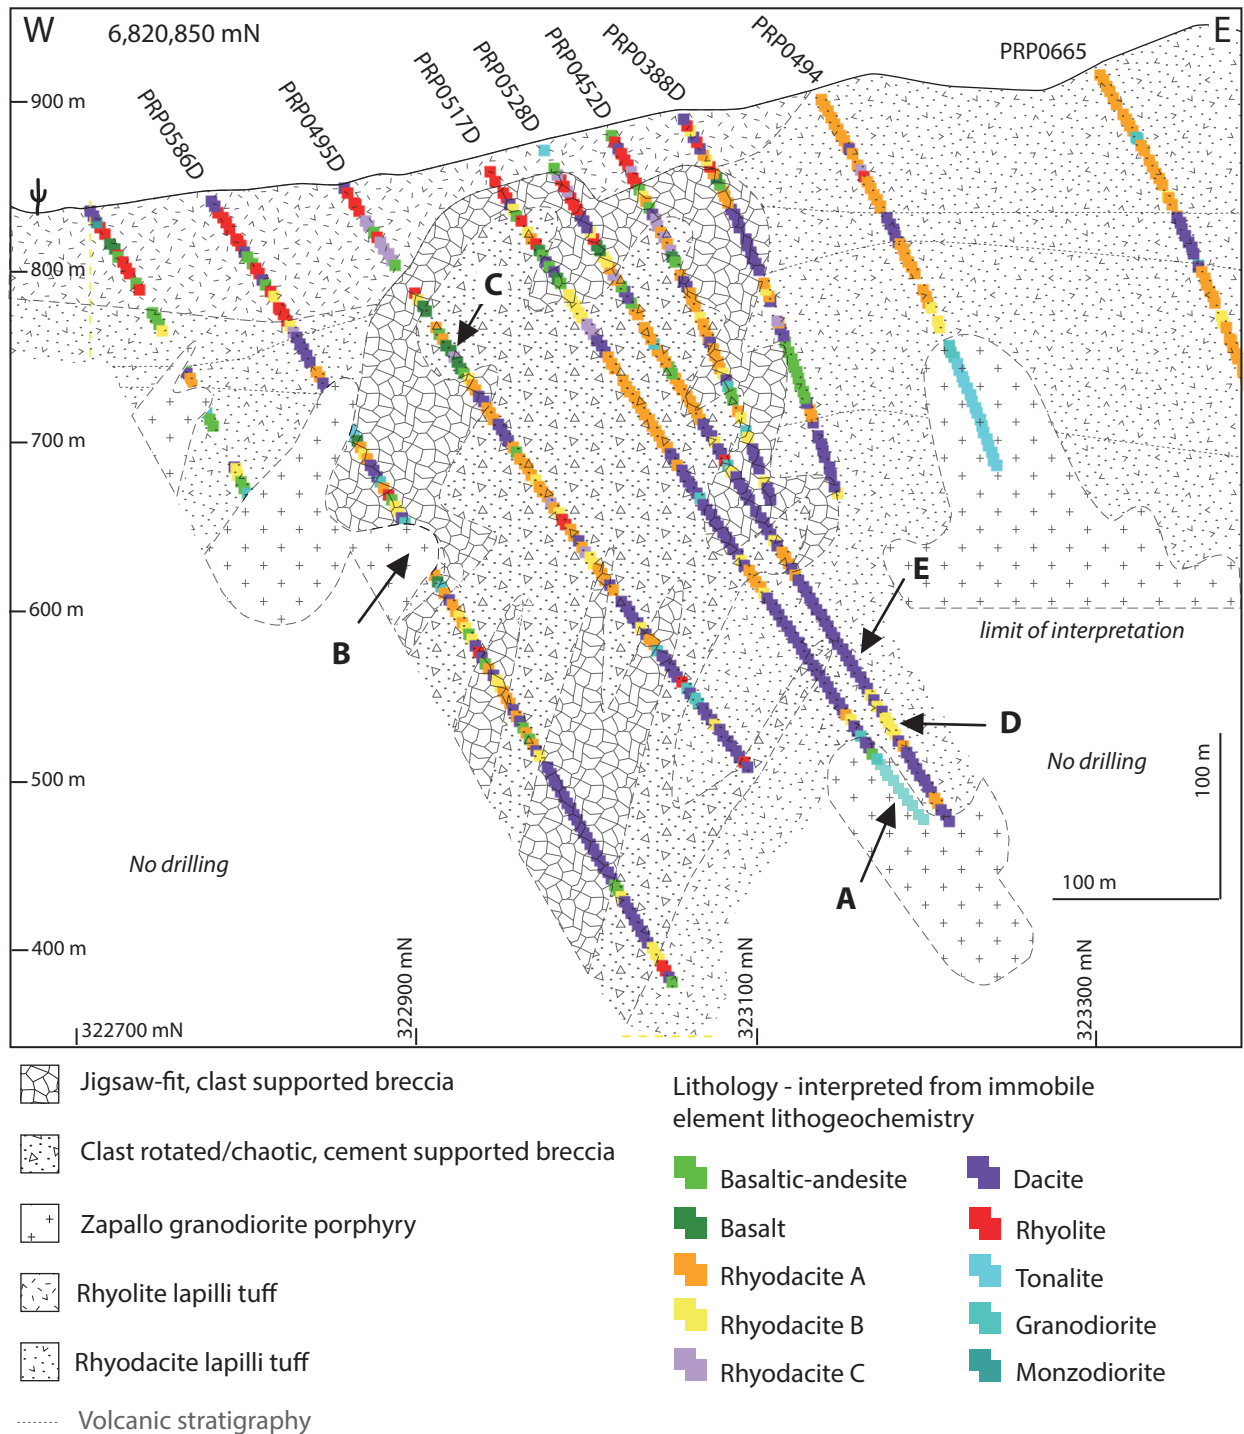 W
6,820,850 mN
E
PRP0586D
PRP0495D
PRP0517D
PRP0528D
PRP0452D
PRP0388D
PRP0494
PRP0665
900 m
ψ
800 m
C
700 m
600 m
B
E
limit of interpretation
D
No drilling
500 m
100 m
No drilling
A
100 m
400 m
322700 mN
322900 mN
323100 mN
323300 mN
Jigsaw-fit, clast supported breccia
Clast rotated/chaotic, cement supported breccia
Zapallo granodiorite porphyry
Rhyolite lapilli tuff
Rhyodacite lapilli tuff
Volcanic stratigraphy
Lithology - interpreted from immobile
element lithogeochemistry
Basaltic-andesite
Basalt
Rhyodacite A
Rhyodacite B
Rhyodacite C
Dacite
Rhyolite
Tonalite
Granodiorite
Monzodiorite